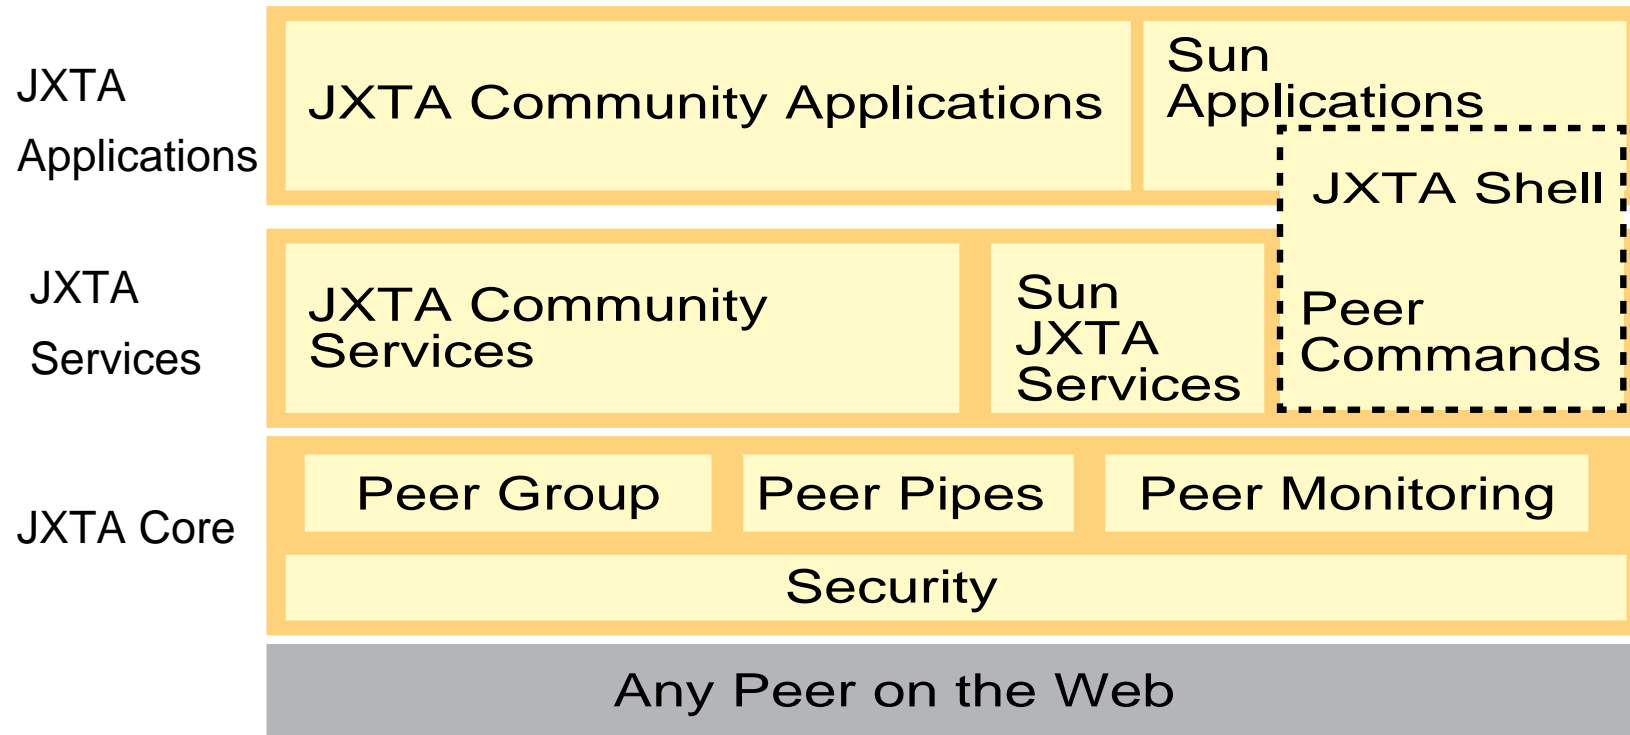 JXTA
Applications
JXTA Community Applications
Sun
Applications
JXTA Shell
JXTA
Services
JXTA Community
Services
Sun
JXTA
Services
Peer
Commands
JXTA Core
Peer Group
Peer Pipes
Peer Monitoring
Security
Any Peer on the Web